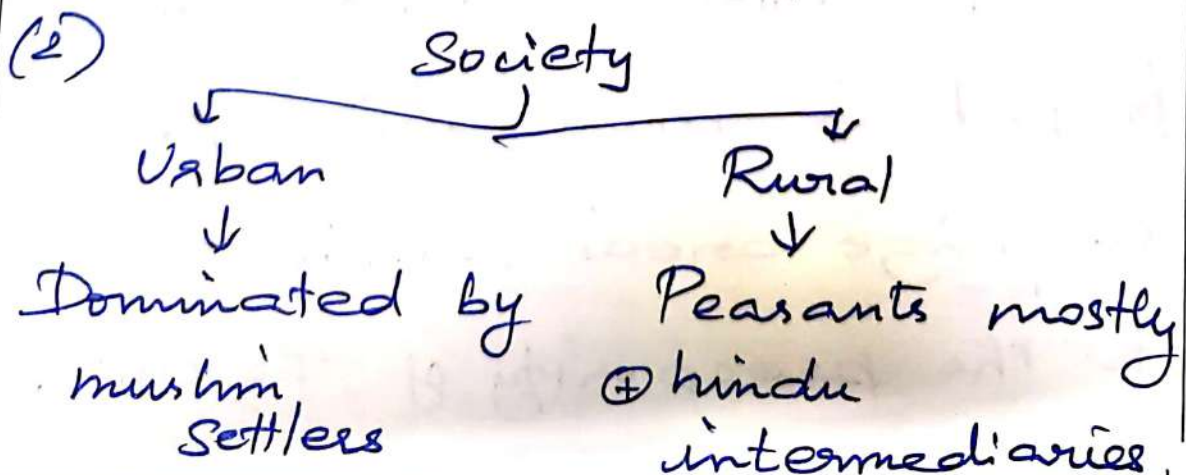 (2) Society
Urban Rural
Dominated by Peasants mostly
muslim ⊕ hindu
settlers intermediaries.